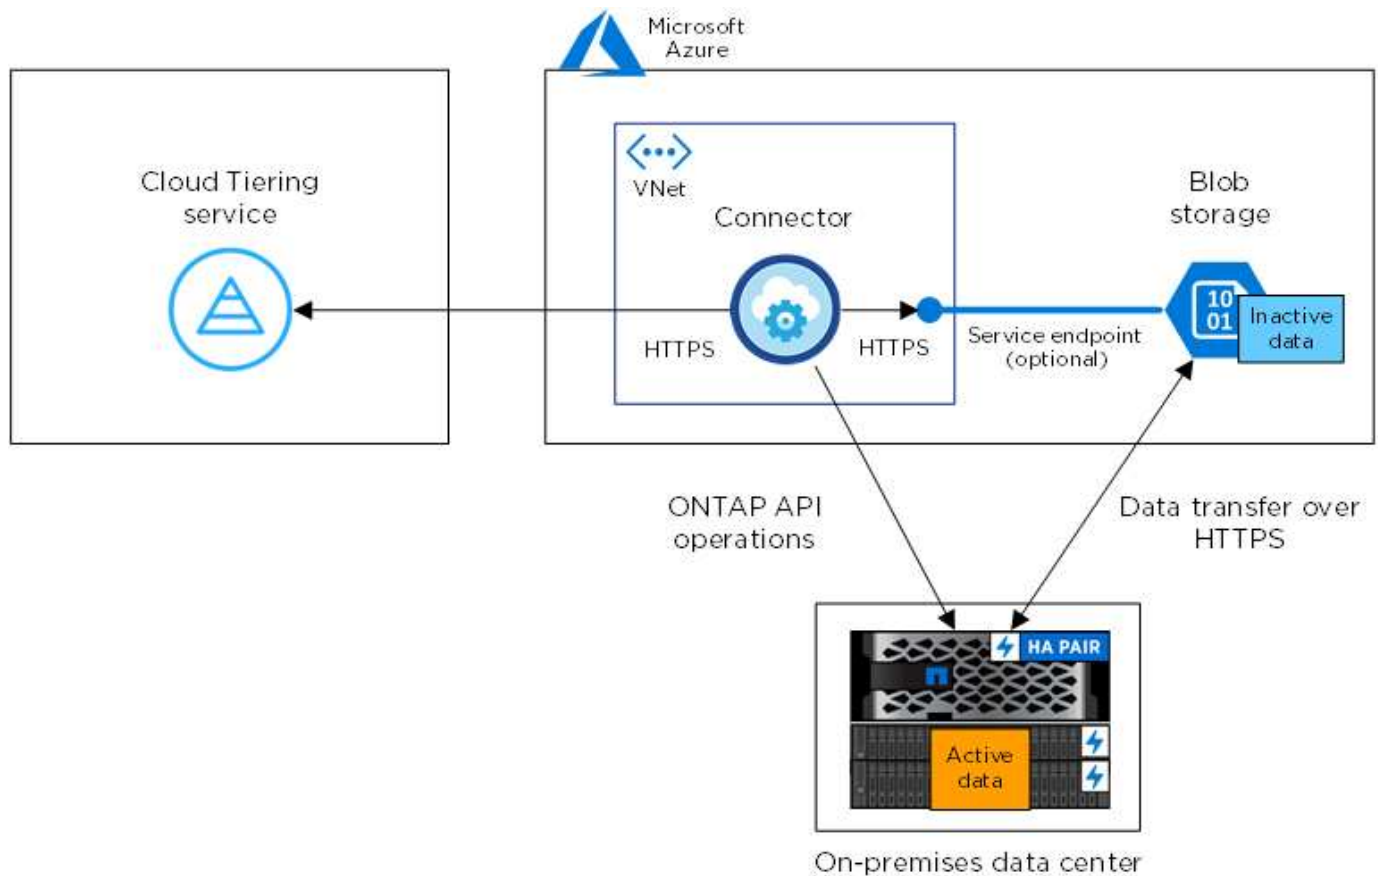 Microsoft
Azure
Cloud Tiering
service
VNet
Connector
Blob
storage
10
01
Inactive
data
HTTPS
HTTPS
Service endpoint
(optional)
ONTAP API
operations
Data transfer over
HTTPS
HA PAIR
Active
data
On-premises data center